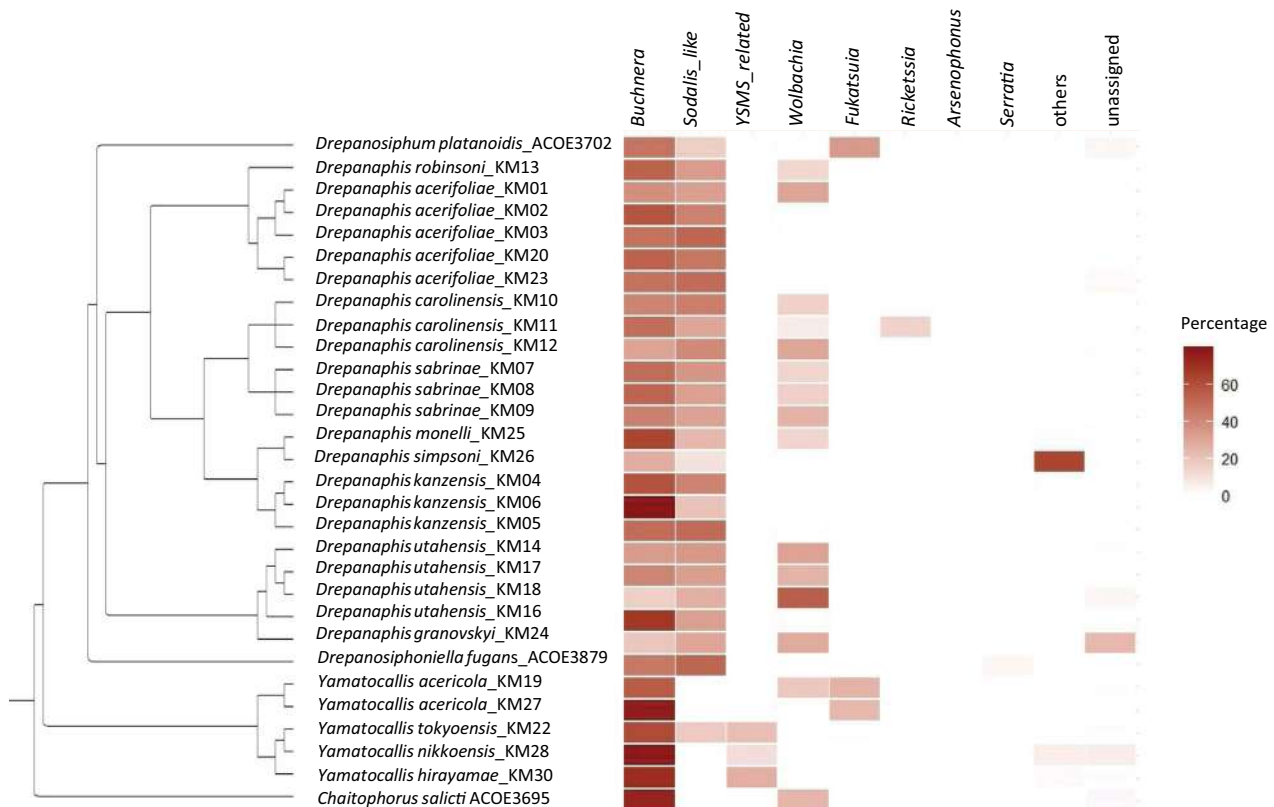 Buchnera
Sodalis_like
YSMS_related
Wolbachia
Fukatsuia
Ricketssia
Arsenophonus
Serratia
others
unassigned
Drepanosiphum platanoidis_ACOE3702
Drepanaphis robinsoni_KM13
Drepanaphis acerifoliae_KM01
Drepanaphis acerifoliae_KM02
Drepanaphis acerifoliae_KM03
Drepanaphis acerifoliae_KM20
Drepanaphis acerifoliae_KM23
Drepanaphis carolinensis_KM10
Drepanaphis carolinensis_KM11
Drepanaphis carolinensis_KM12
Drepanaphis sabrinae_KM07
Drepanaphis sabrinae_KM08
Drepanaphis sabrinae_KM09
Drepanaphis monelli_KM25
Drepanaphis simpsoni_KM26
Drepanaphis kanzensis_KM04
Drepanaphis kanzensis_KM06
Drepanaphis kanzensis_KM05
Drepanaphis utahensis_KM14
Drepanaphis utahensis_KM17
Drepanaphis utahensis_KM18
Drepanaphis utahensis_KM16
Drepanaphis granovskyi_KM24
Drepanosiphoniella fugans_ACOE3879
Yamatocallis acericola_KM19
Yamatocallis acericola_KM27
Yamatocallis tokyoensis_KM22
Yamatocallis nikkoensis_KM28
Yamatocallis hirayamae_KM30
Chaitophorus salicti ACOE3695
Percentage
60
40
20
0